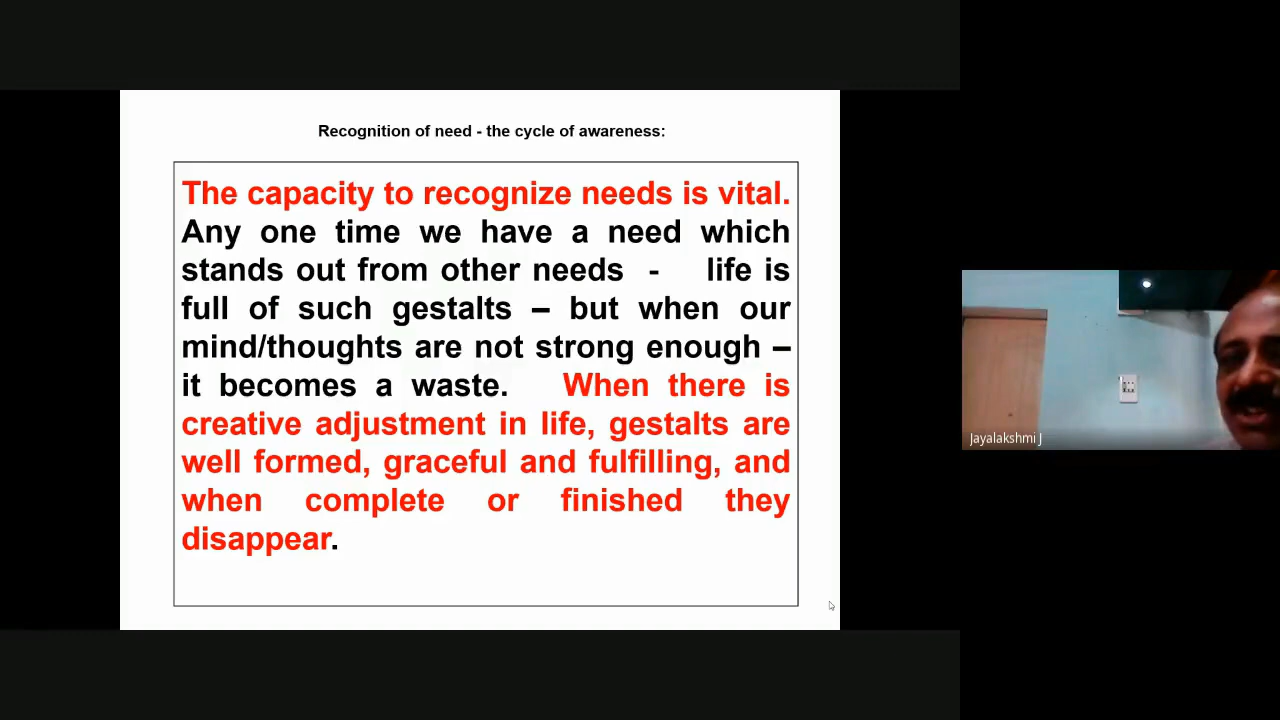 Recognition of need - the cycle of awareness:
The capacity to recognize needs is vital.
Any one time we have a need which
stands out from other needs - life is
full of such gestalts – but when our
mind/thoughts are not strong enough –
it becomes a waste. When there is
creative adjustment in life, gestalts are
well formed, graceful and fulfilling, and
when complete or finished they
disappear.
Jayalakshmi J